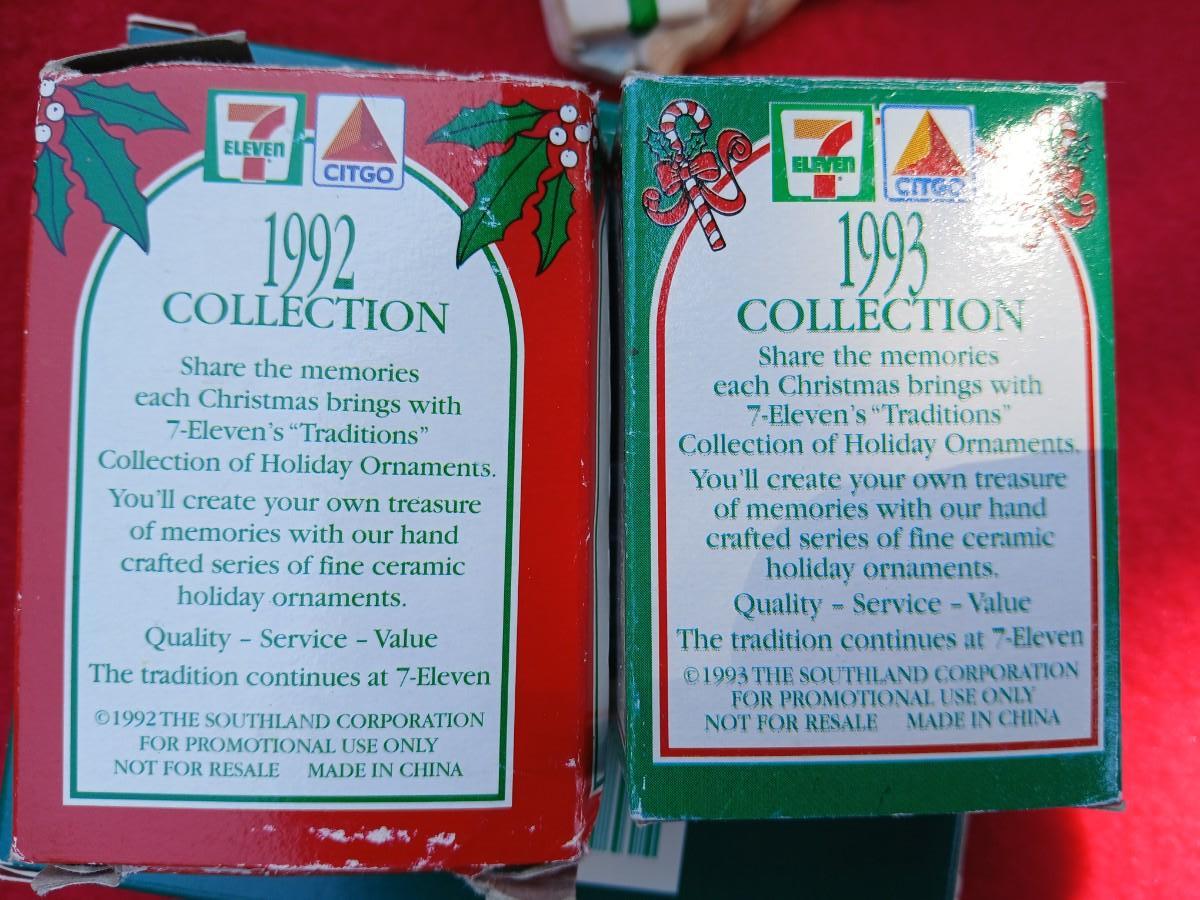 7
ELEVEN
CITGO
1992
COLLECTION
Share the memories
each Christmas brings with
7-Eleven's "Traditions"
Collection of Holiday Ornaments.
You'll create your own treasure
of memories with our hand
crafted series of fine ceramic
holiday ornaments.
Quality – Service – Value
The tradition continues at 7-Eleven
©1992 THE SOUTHLAND CORPORATION
FOR PROMOTIONAL USE ONLY
NOT FOR RESALE MADE IN CHINA
7
ELEVEN
CITGO
1993
COLLECTION
Share the memories
each Christmas brings with
7-Eleven's "Traditions"
Collection of Holiday Ornaments.
You'll create your own treasure
of memories with our hand
crafted series of fine ceramic
holiday ornaments.
Quality – Service – Value
The tradition continues at 7-Eleven
©1993 THE SOUTHLAND CORPORATION
FOR PROMOTIONAL USE ONLY
NOT FOR RESALE MADE IN CHINA